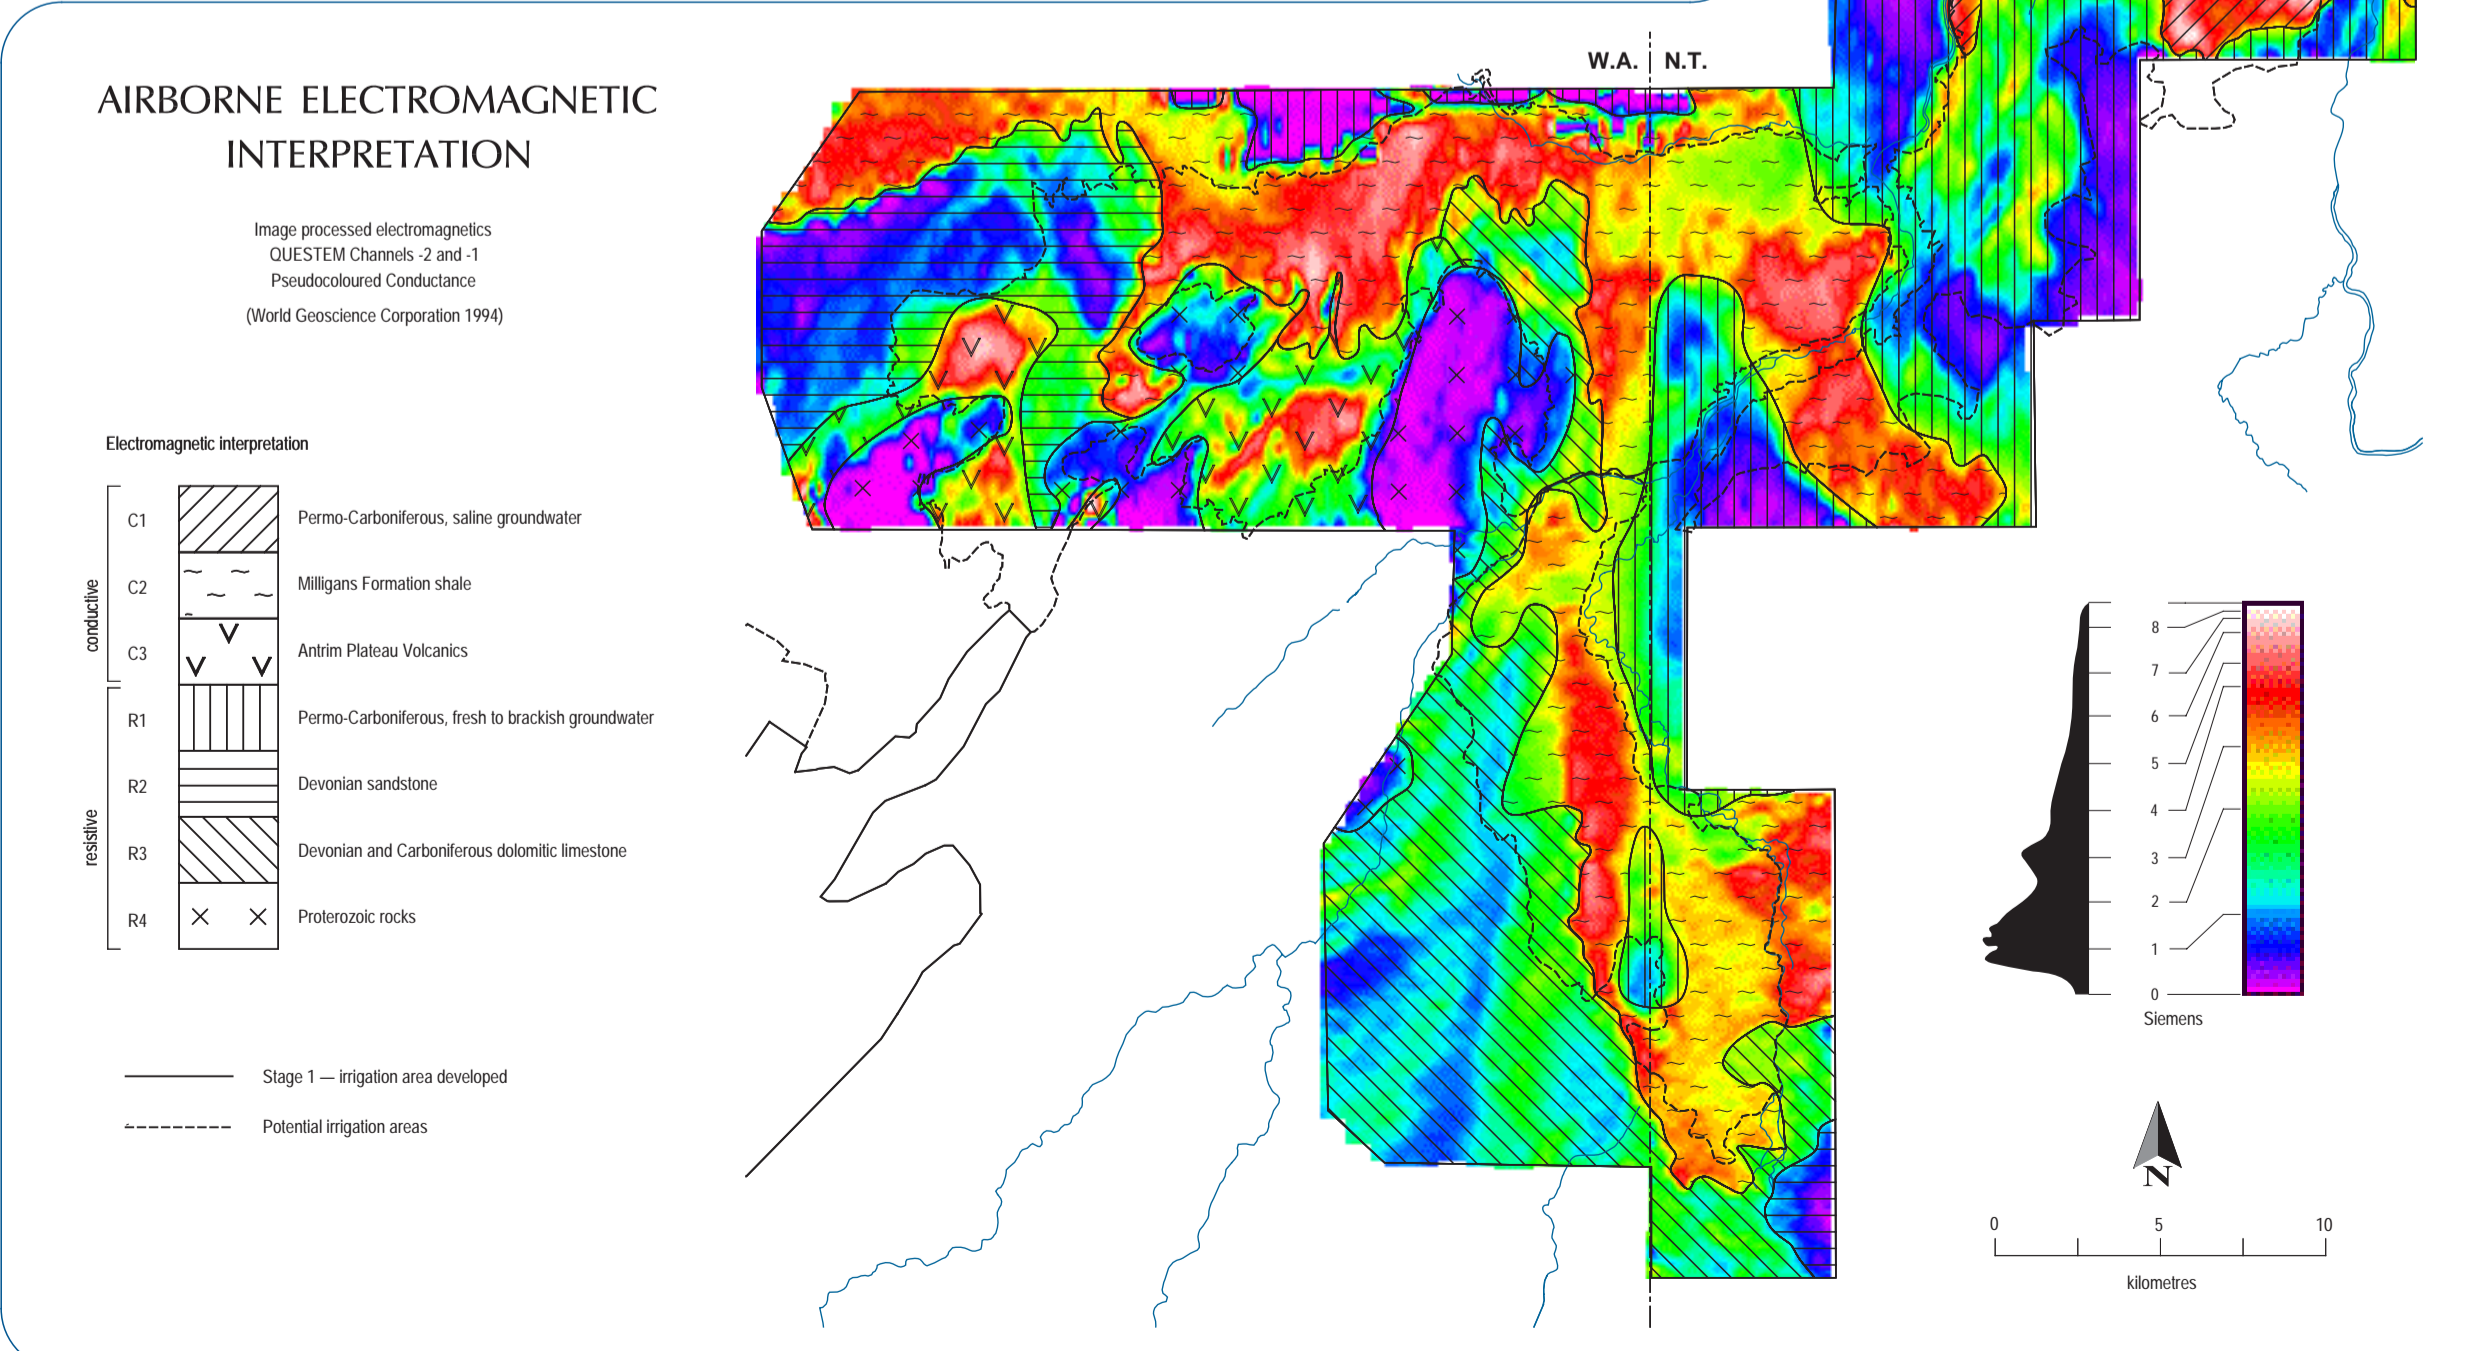 AIRBORNE ELECTROMAGNETIC
INTERPRETATION
Image processed electromagnetics
QUESTEM Channels -2 and -1
Pseudocoloured Conductance
(World Geoscience Corporation 1994)
Electromagnetic interpretation
conductive
C1 Permo-Carboniferous, saline groundwater
C2 Milligans Formation shale
C3 Antrim Plateau Volcanics
resistive
R1 Permo-Carboniferous, fresh to brackish groundwater
R2 Devonian sandstone
R3 Devonian and Carboniferous dolomitic limestone
R4 Proterozoic rocks
Stage 1 — irrigation area developed
Potential irrigation areas
W.A. N.T.
8
7
6
5
4
3
2
1
0
Siemens
N
0 5 10
kilometres